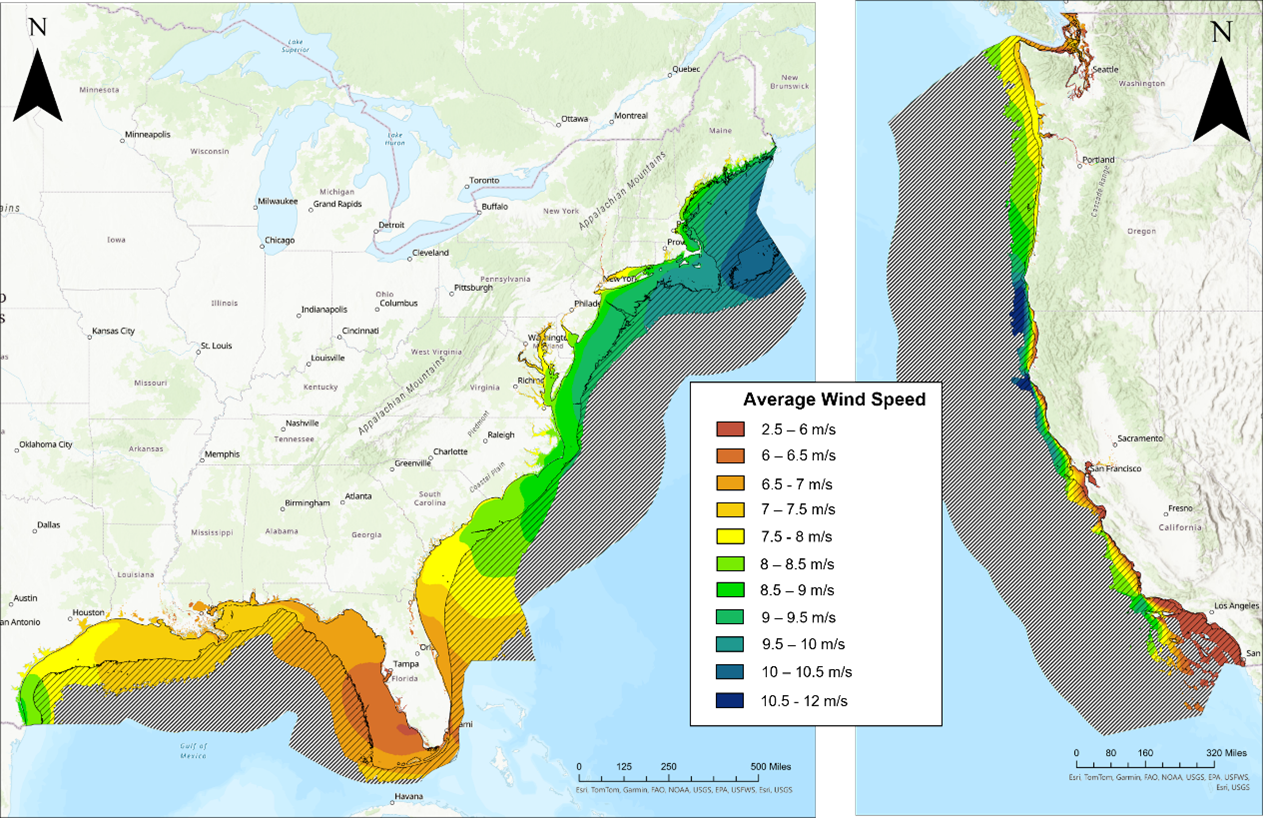 N
Lake
Superior
Quebec
New
Brunswick
Minnesota
Ottawa
Montreal
Maine
Minneapolis
Lake
Huron
Wisconsin
Toronto
Michigan
Milwaukee
Grand Rapids
Buffalo
New York
Appalachian Mountains
Detroit
Chicago
Iowa
Cleveland
Prov
Pennsylvania
New York
Pittsburgh
Ohio
Columbus
Illinois
Indianapolis
Philade
Kansas City
Cincinnati
Washingto
Maryland
St. Louis
West Virginia
Louisville
Appalachian Mountains
Richm
Missouri
Kentucky
Virginia
Nashville
Tennessee
Piedmont
Raleigh
Oklahoma City
Arkansas
Memphis
Charlotte
Greenville
Coastal Plain
South
Carolina
Atlanta
Birmingham
Dallas
Mississippi
Alabama
Georgia
Louisiana
Austin
Houston
an Antonio
Orl
Tampa
Florida
ami
Gulf of
Mexico
Havana
0 125 250 500 Miles
Esri, TomTom, Garmin, FAO, NOAA, USGS, EPA, USFWS, Esri, USGS
Average Wind Speed
2.5 – 6 m/s
6 – 6.5 m/s
6.5 - 7 m/s
7 – 7.5 m/s
7.5 - 8 m/s
8 – 8.5 m/s
8.5 – 9 m/s
9 – 9.5 m/s
9.5 – 10 m/s
10 – 10.5 m/s
10.5 - 12 m/s
N
Seattle
Washington
Portland
Cascade Range
Oregon
Sacramento
San Francisco
Fresno
California
Los Angeles
San
0 80 160 320 Miles
Esri, TomTom, Garmin, FAO, NOAA, USGS, EPA, USFWS,
Esri, USGS